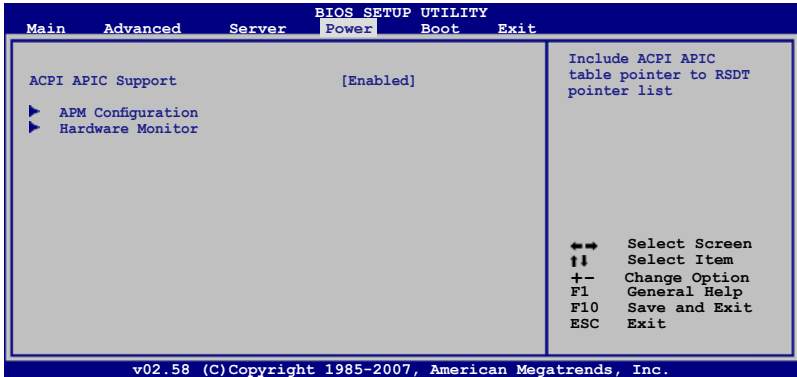 BIOS SETUP UTILITY
Main Advanced Server Power Boot Exit
ACPI APIC Support [Enabled]
APM Configuration
Hardware Monitor
Include ACPI APIC
table pointer to RSDT
pointer list
Select Screen
Select Item
+- Change Option
F1 General Help
F10 Save and Exit
ESC Exit
v02.58 (C)Copyright 1985-2007, American Megatrends, Inc.